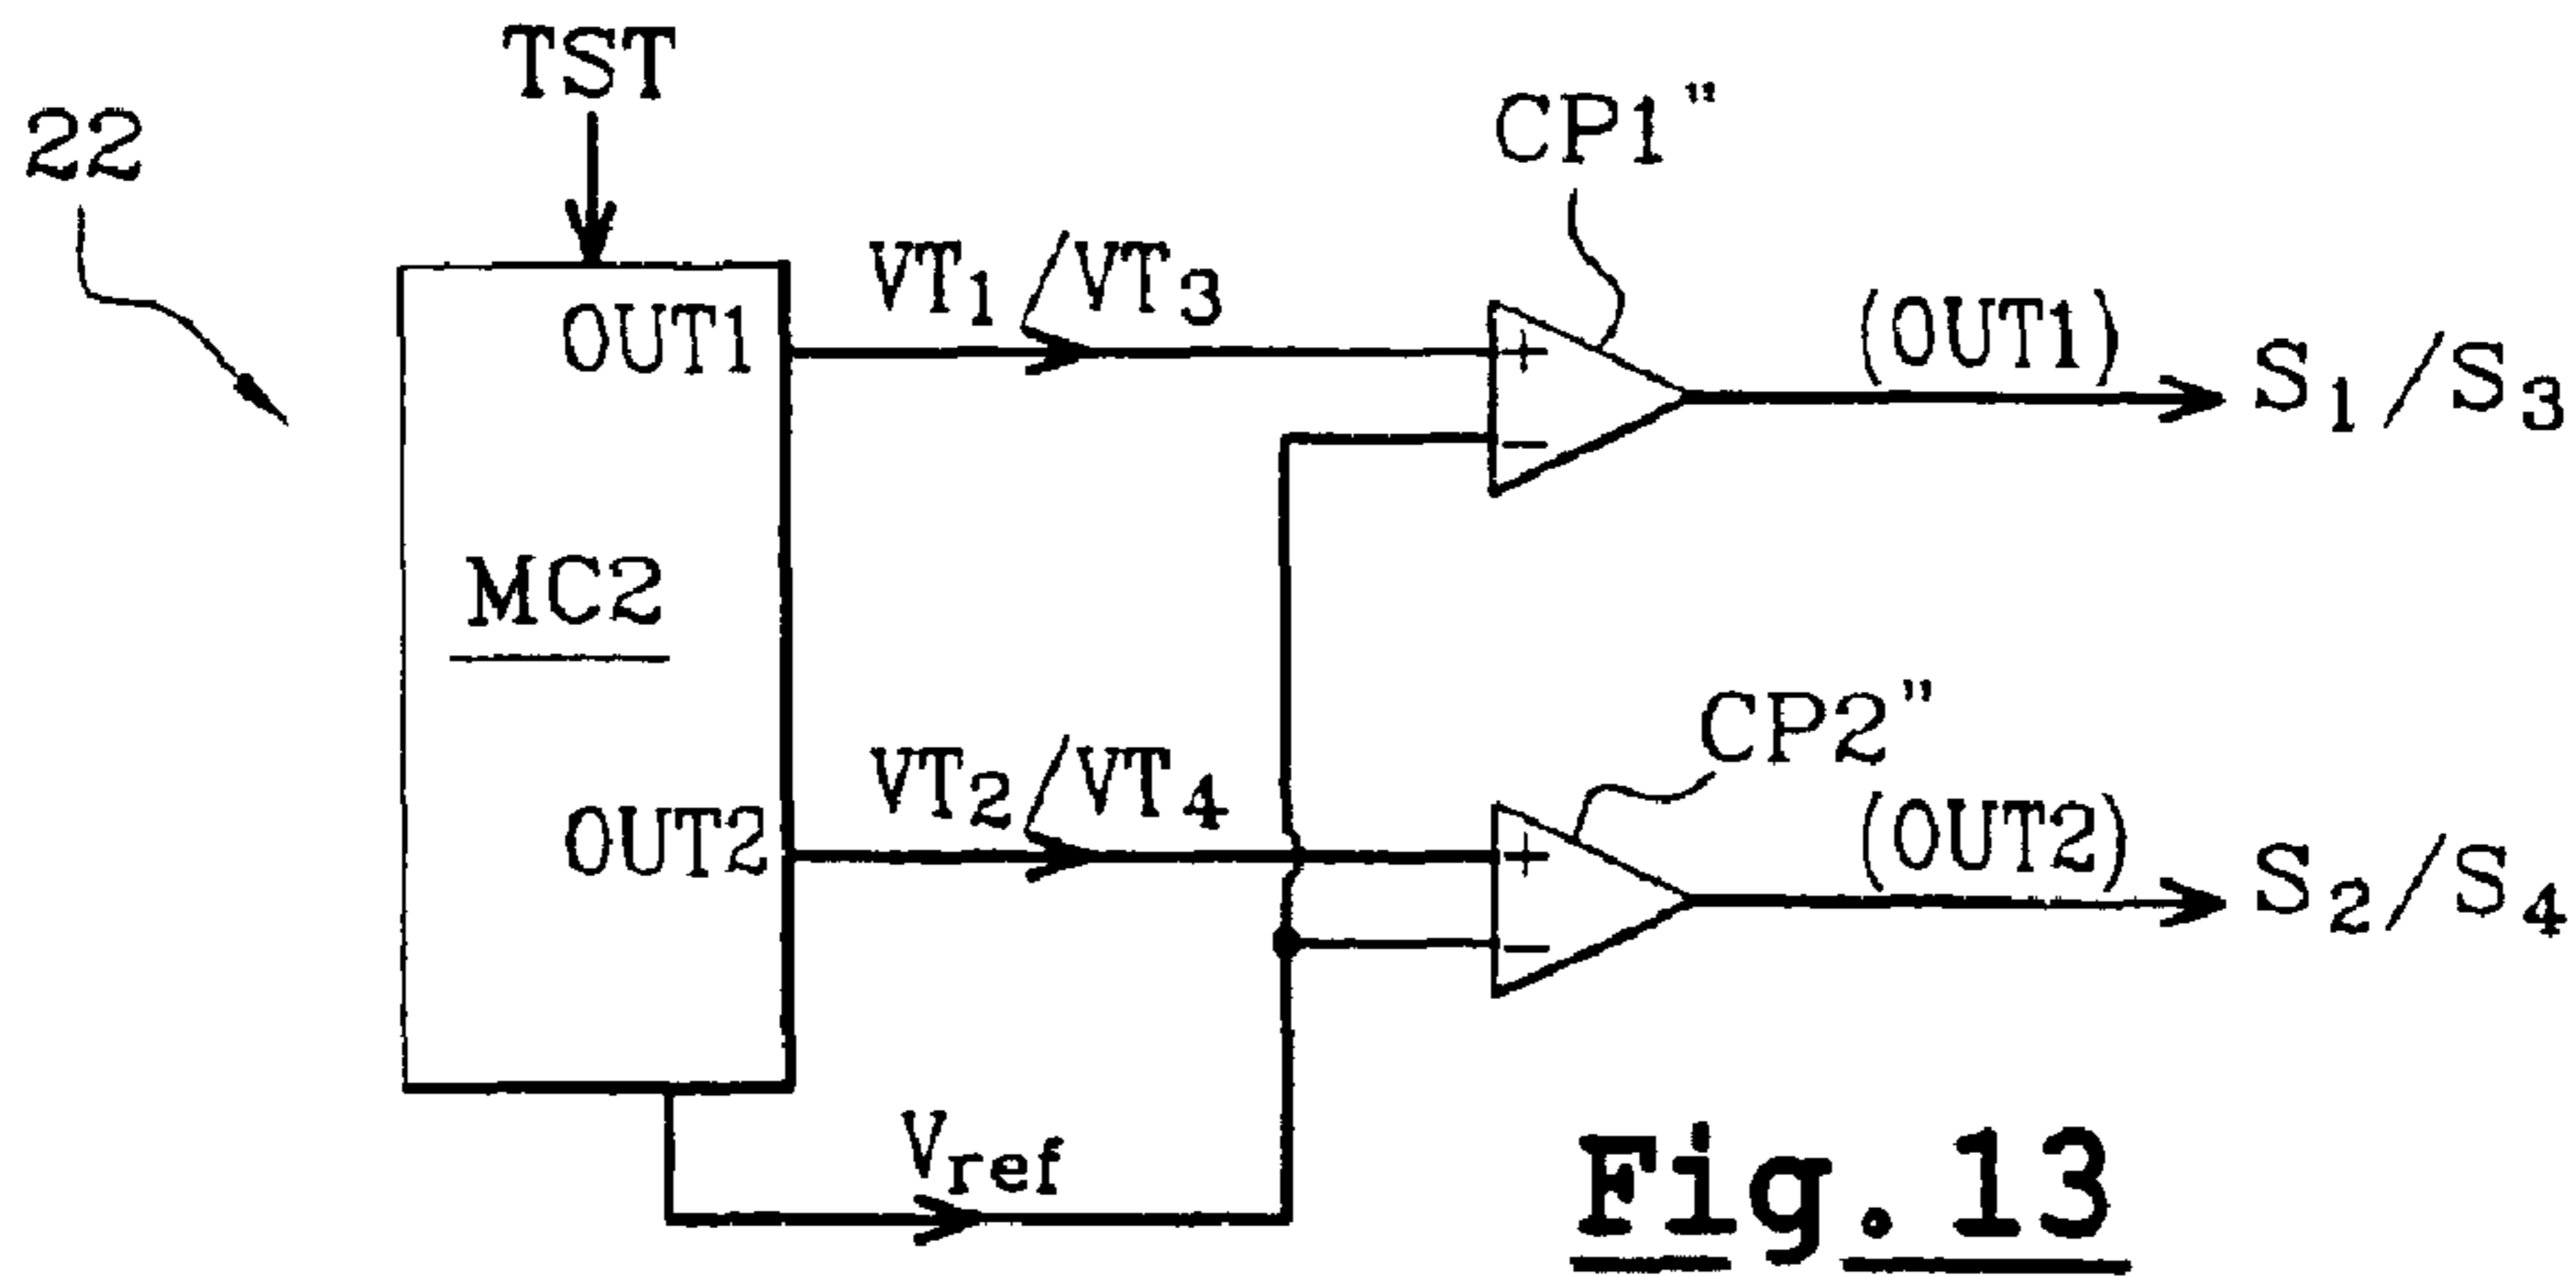 TST
22
CP1"
OUT1
VT1/VT3
(OUT1)
S1/S3
MC2
CP2"
OUT2
VT2/VT4
(OUT2)
S2/S4
Vref
+
−
+
−
Fig. 13